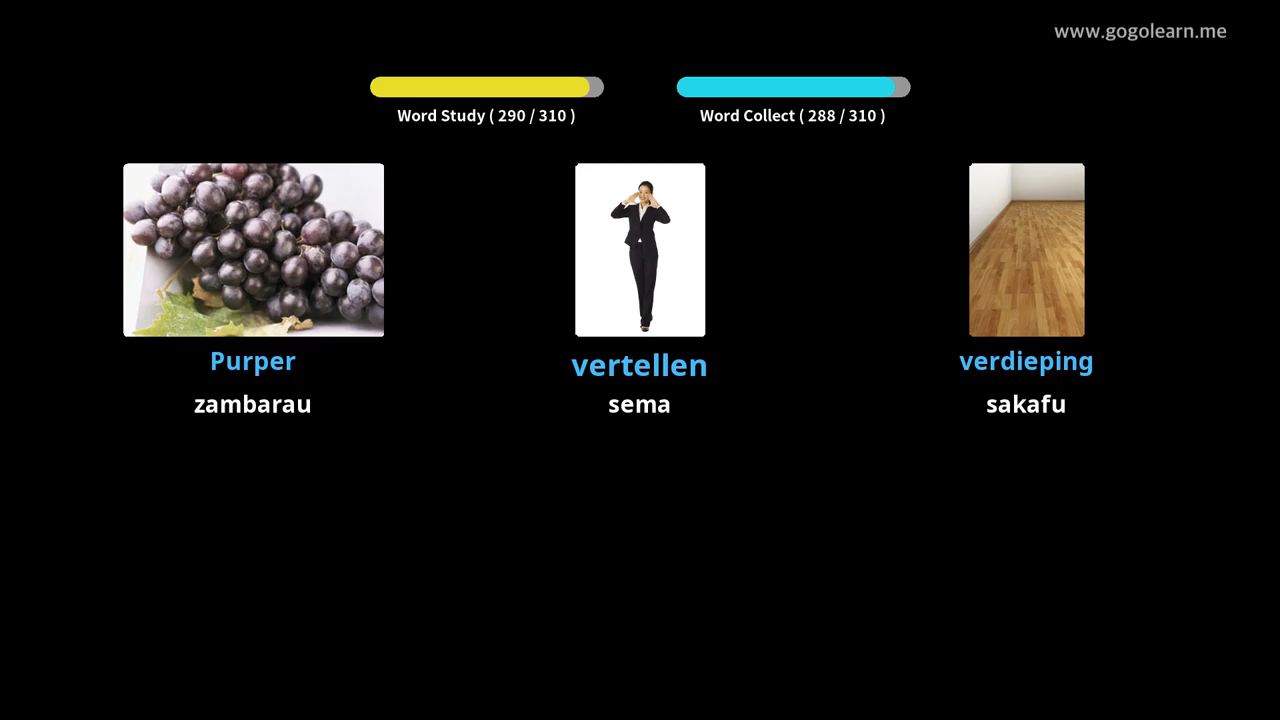 www.gogolearn.me
Word Study ( 290 / 310 )
Word Collect ( 288 / 310 )
Purper
vertellen
verdieping
zambarau
sema
sakafu